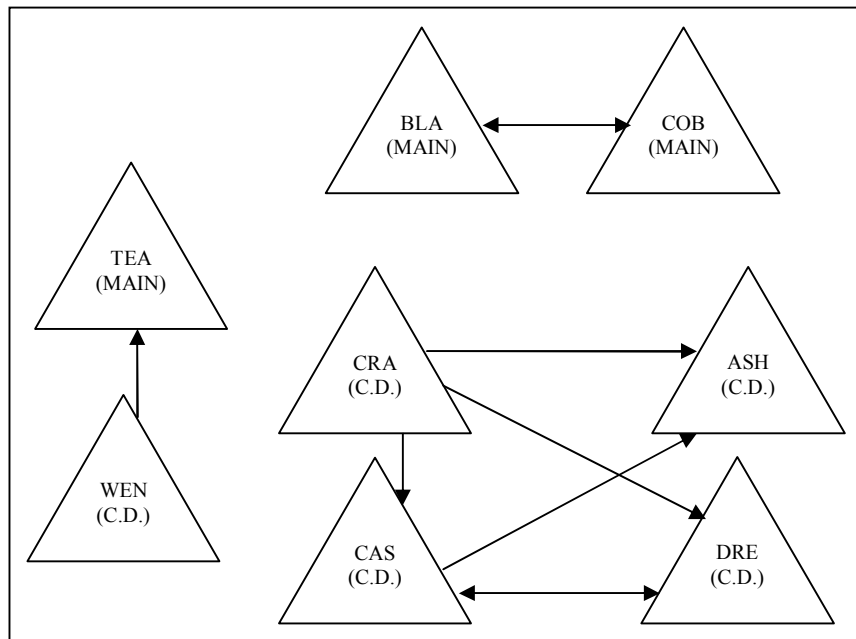 BLA
(MAIN)
COB
(MAIN)
TEA
(MAIN)
CRA
(C.D.)
ASH
(C.D.)
WEN
(C.D.)
CAS
(C.D.)
DRE
(C.D.)